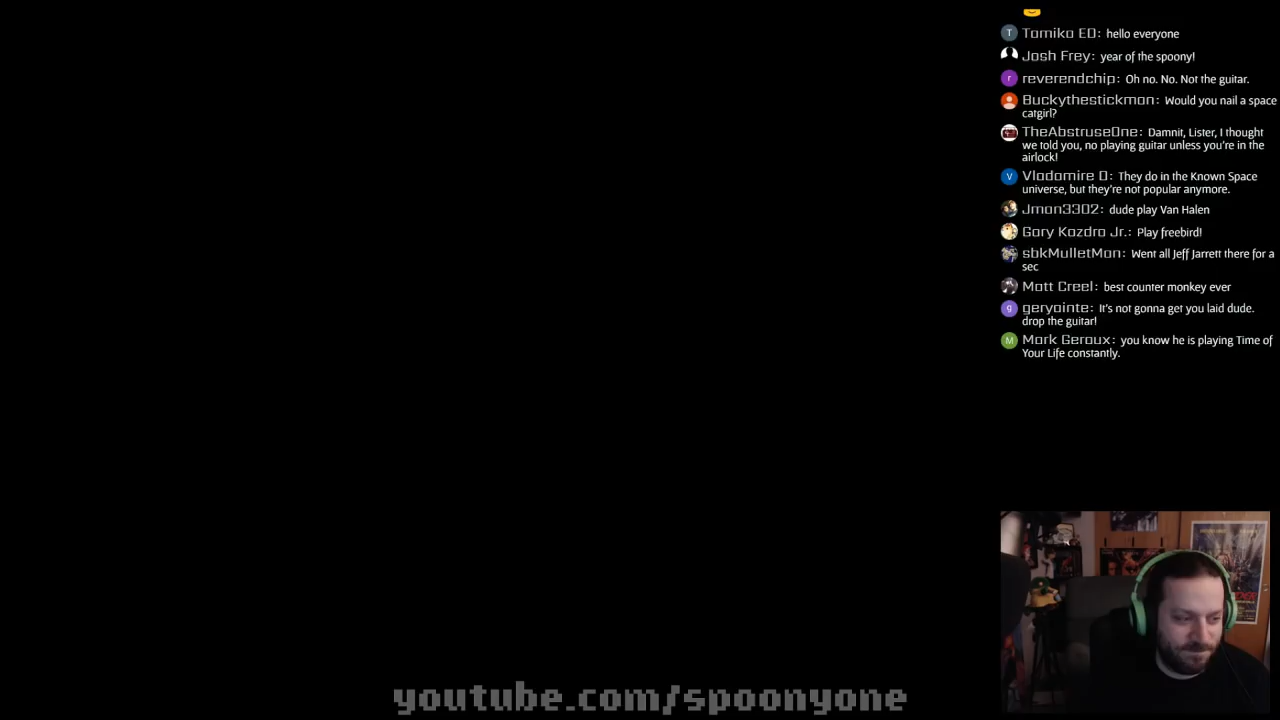 Tomiko ED: hello everyone
Josh Frey: year of the spoony!
reverendchip: Oh no. No. Not the guitar.
Buckythestickman: Would you nail a space
catgirl?
TheAbstruseOne: Damnit, Lister, I thought
we told you, no playing guitar unless you're in the
airlock!
Vladamire D: They do in the Known Space
universe, but they're not popular anymore.
Jman3302: dude play Van Halen
Gary Kazdra Jr.: Play freebird!
sbkMulletMan: Went all Jeff Jarrett there for a
sec
Matt Creel: best counter monkey ever
geryainte: It's not gonna get you laid dude.
drop the guitar!
Mark Geraux: you know he is playing Time of
Your Life constantly.
youtube.com/spoonyone